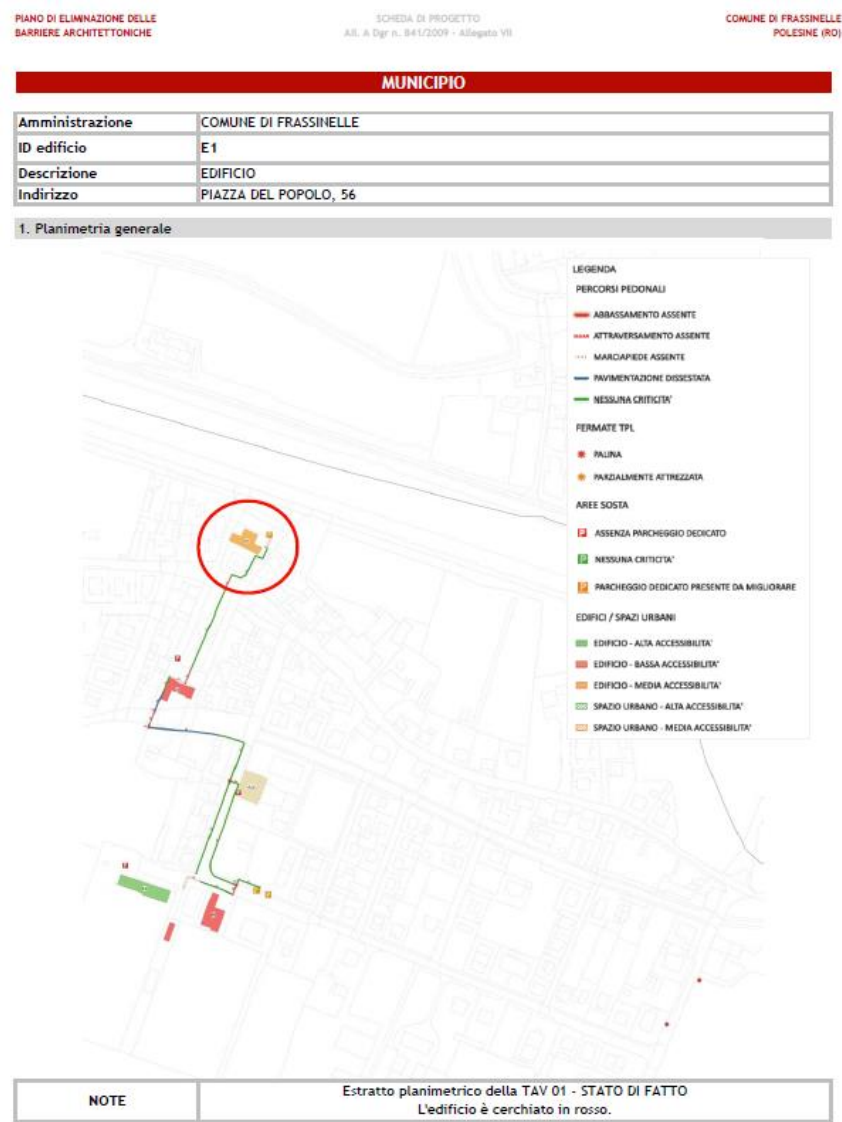 PIANO DI ELIMINAZIONE DELLE
BARRIERE ARCHITETTONICHE
SCHEDA DI PROGETTO
All. A Dgr n. 841/2009 - Allegato VII
COMUNE DI FRASSINELLE
POLESINE (RO)
MUNICIPIO
Amministrazione COMUNE DI FRASSINELLE
ID edificio E1
Descrizione EDIFICIO
Indirizzo PIAZZA DEL POPOLO, 56
1. Planimetria generale
LEGENDA
PERCORSI PEDONALI
ABBASSAMENTO ASSENTE
ATTRAVERSAMENTO ASSENTE
MARCIAPIEDE ASSENTE
PAVIMENTAZIONE DISSESTATA
NESSUNA CRITICITA'
FERMATE TPL
PALINA
PARZIALMENTE ATTREZZATA
AREE SOSTA
P ASSENZA PARCHEGGIO DEDICATO
P NESSUNA CRITICITA'
P PARCHEGGIO DEDICATO PRESENTE DA MIGLIORARE
EDIFICI / SPAZI URBANI
EDIFICIO - ALTA ACCESSIBILITA'
EDIFICIO - BASSA ACCESSIBILITA'
EDIFICIO - MEDIA ACCESSIBILITA'
SPAZIO URBANO - ALTA ACCESSIBILITA'
SPAZIO URBANO - MEDIA ACCESSIBILITA'
NOTE
Estratto planimetrico della TAV 01 - STATO DI FATTO
L'edificio è cerchiato in rosso.